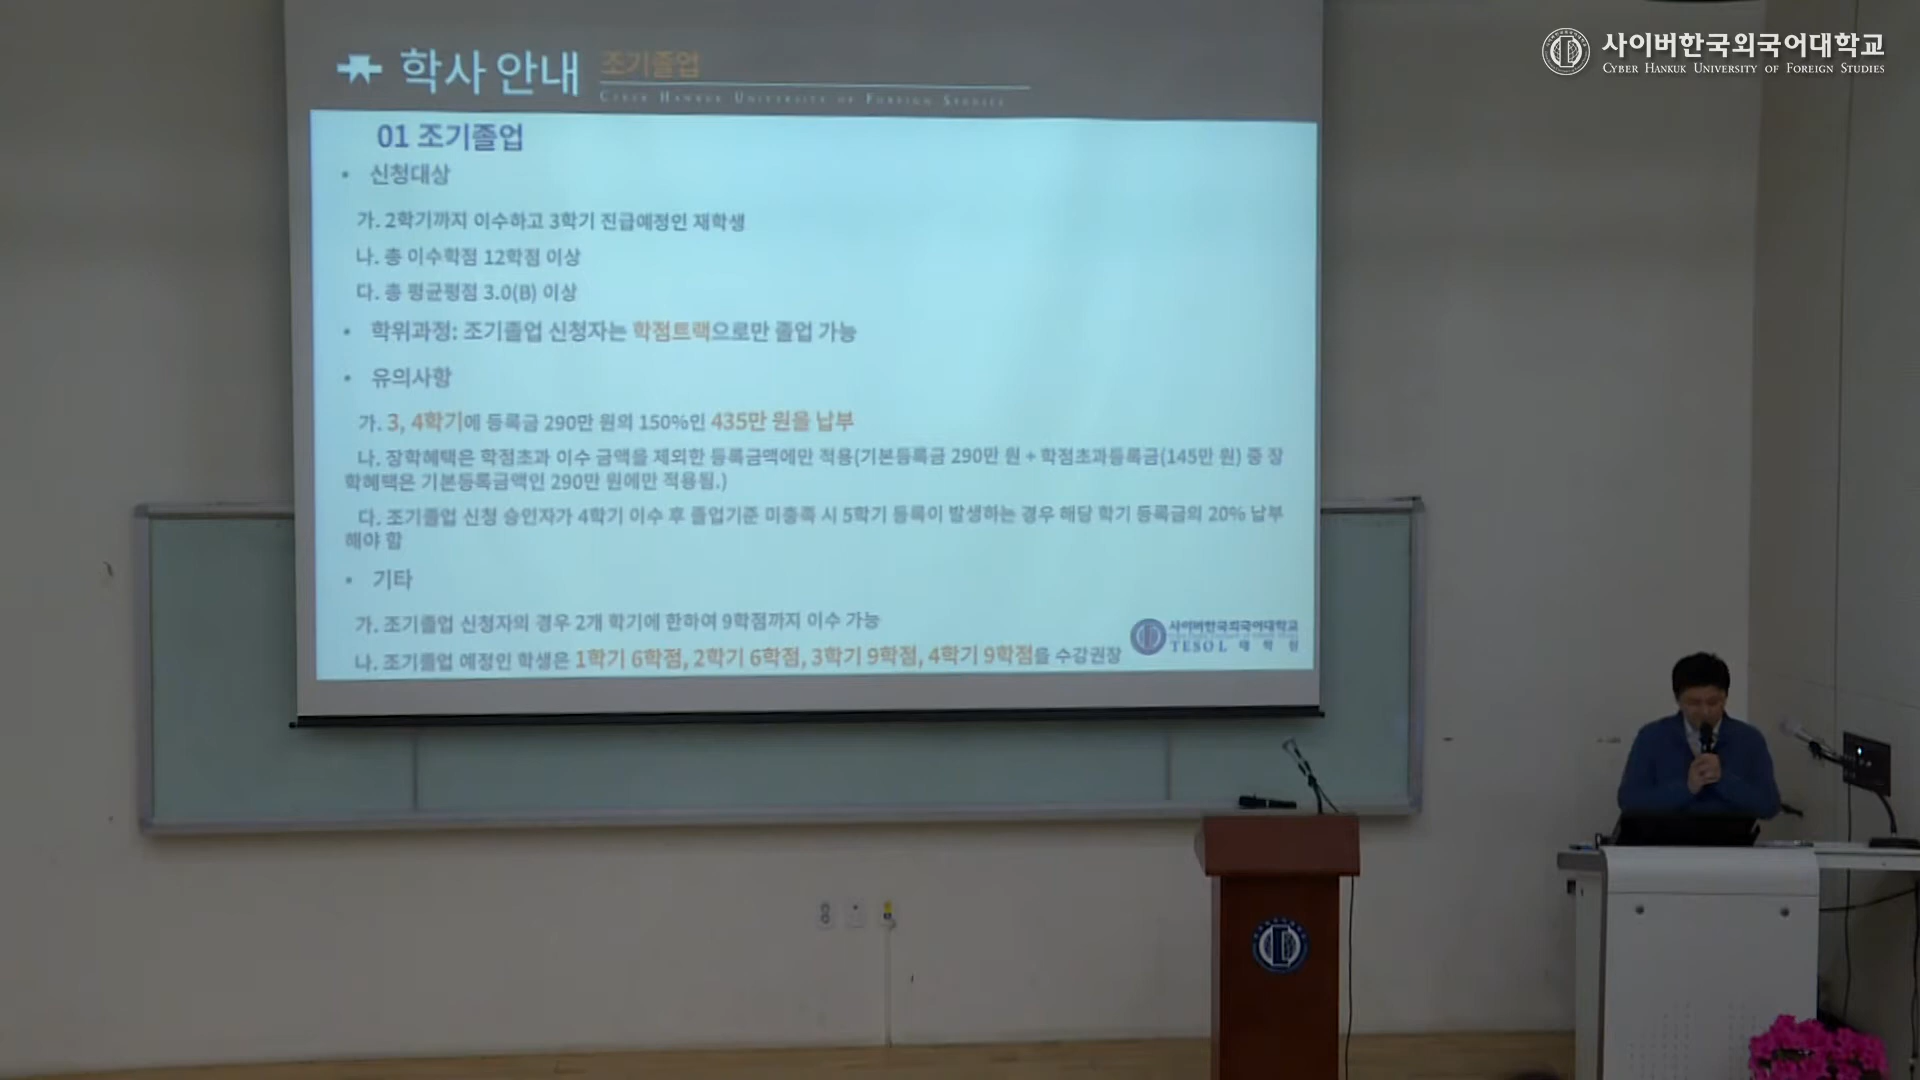 사이버한국외국어대학교
CYBER HANKUK UNIVERSITY OF FOREIGN STUDIES
학사 안내 조기졸업
CYBER HANKUK UNIVERSITY OF FOREIGN STUDIES
01 조기졸업
• 신청대상
가. 2학기까지 이수하고 3학기 진급예정인 재학생
나. 총 이수학점 12학점 이상
다. 총 평균평점 3.0(B) 이상
• 학위과정: 조기졸업 신청자는 학점트랙으로만 졸업 가능
• 유의사항
가. 3, 4학기에 등록금 290만 원의 150%인 435만 원을 납부
나. 장학혜택은 학점초과 이수 금액을 제외한 등록금액에만 적용(기본등록금 290만 원 + 학점초과등록금(145만 원) 중 장
학혜택은 기본등록금액인 290만 원에만 적용됨.)
다. 조기졸업 신청 승인자가 4학기 이수 후 졸업기준 미충족 시 5학기 등록이 발생하는 경우 해당 학기 등록금의 20% 납부
해야 함
• 기타
가. 조기졸업 신청자의 경우 2개 학기에 한하여 9학점까지 이수 가능
나. 조기졸업 예정인 학생은 1학기 6학점, 2학기 6학점, 3학기 9학점, 4학기 9학점을 수강권장
사이버한국외국어대학교
TESOL 대학원